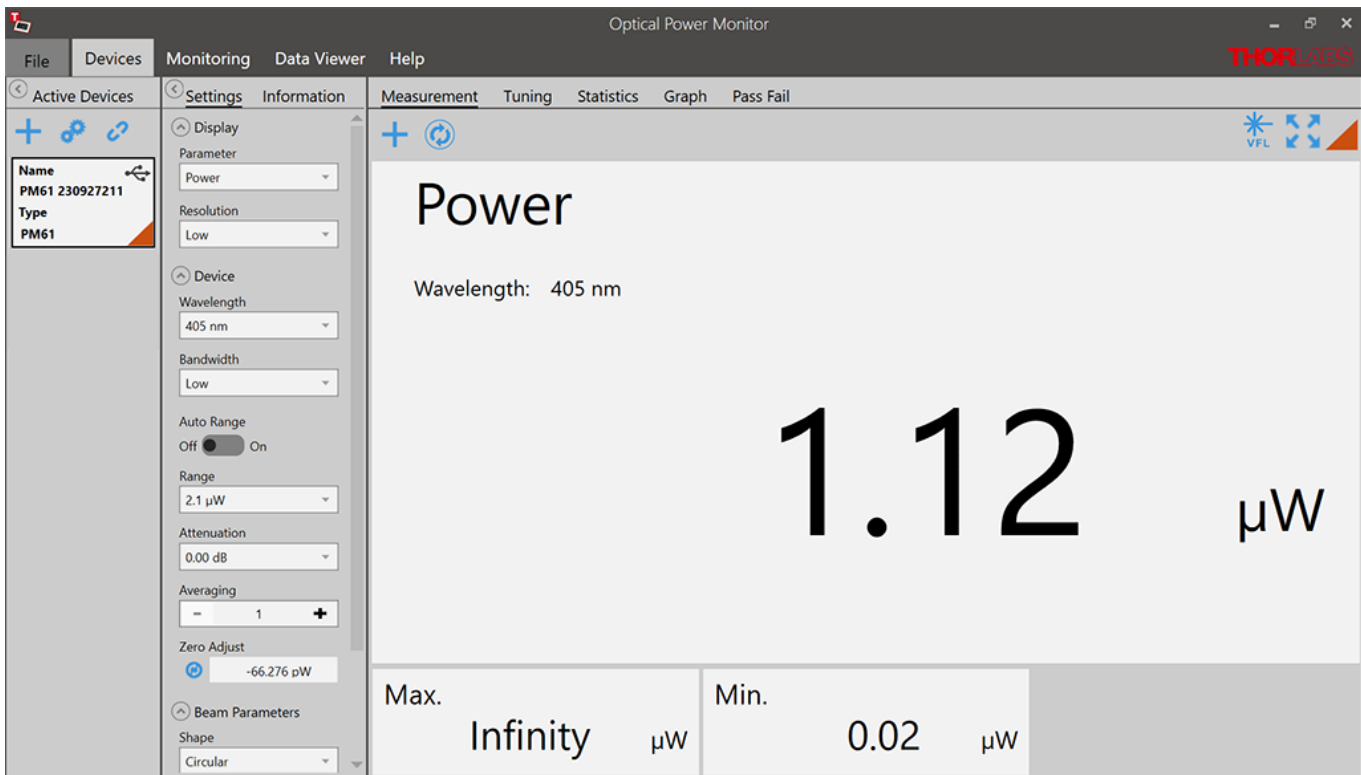 Optical Power Monitor
File Devices Monitoring Data Viewer Help
THORLABS
Active Devices
Name
PM61 230927211
Type
PM61
Settings Information
Display
Parameter
Power
Resolution
Low
Device
Wavelength
405 nm
Bandwidth
Low
Auto Range
Off On
Range
2.1 µW
Attenuation
0.00 dB
Averaging
- 1 +
Zero Adjust
-66.276 pW
Beam Parameters
Shape
Circular
Measurement Tuning Statistics Graph Pass Fail
VFL
Power
Wavelength: 405 nm
1.12 µW
Max.
Infinity µW
Min.
0.02 µW